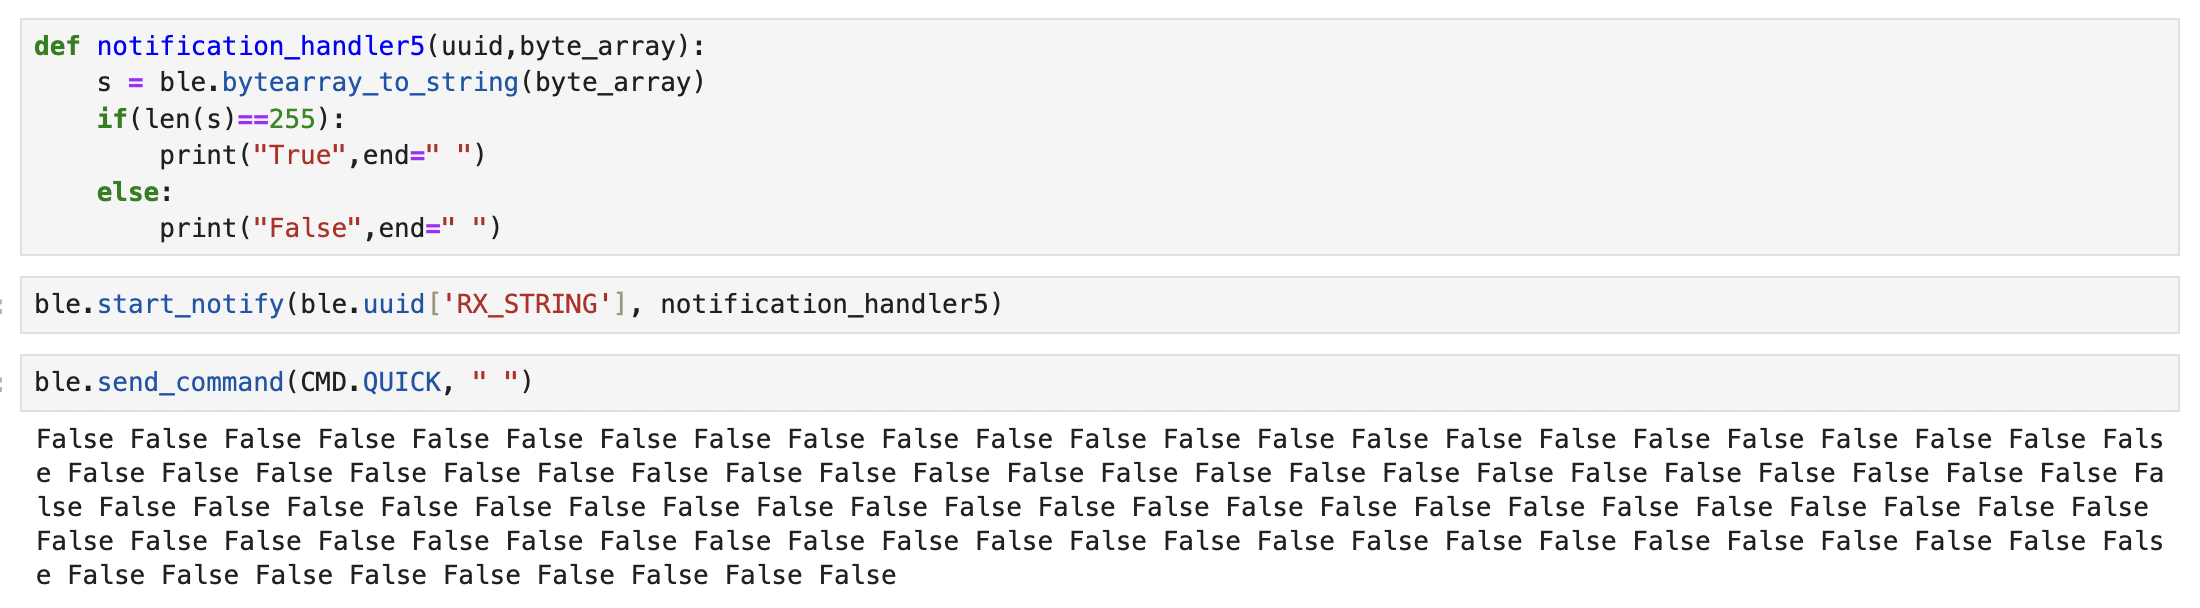 def notification_handler5(uuid,byte_array):
    s = ble.bytearray_to_string(byte_array)
    if(len(s)==255):
        print("True",end=" ")
    else:
        print("False",end=" ")
ble.start_notify(ble.uuid['RX_STRING'], notification_handler5)
ble.send_command(CMD.QUICK, " ")
False False False False False False False False False False False False False False False False False False False False False False Fals
e False False False False False False False False False False False False False False False False False False False False False False Fa
lse False False False False False False False False False False False False False False False False False False False False False False
False False False False False False False False False False False False False False False False False False False False False False Fals
e False False False False False False False False False